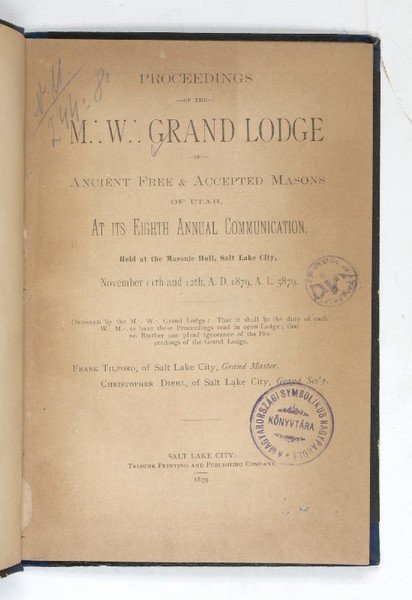 PROCEEDINGS
—OF THE—
M∴ W∴ GRAND LODGE
—OF—
ANCIENT FREE & ACCEPTED MASONS
OF UTAH,
AT ITS EIGHTH ANNUAL COMMUNICATION,
Held at the Masonic Hall, Salt Lake City,
November 11th and 12th, A. D. 1879, A. L. 5879.
ORDERED by the M∴ W∴ Grand Lodge: That it shall be the duty of each
W∴ M∴ to have these Proceedings read in open Lodge; that
no Brother can plead ignorance of the Pro-
ceedings of the Grand Lodge.
FRANK TILFORD, of Salt Lake City, Grand Master.
CHRISTOPHER DIEHL, of Salt Lake City, Grand Sec'y.
A MAGYARORSZÁGI SYMBOLIKUS NAGYPÁHOLY
KÖNYVTÁRA
SALT LAKE CITY:
TRIBUNE PRINTING AND PUBLISHING COMPANY.
1879.